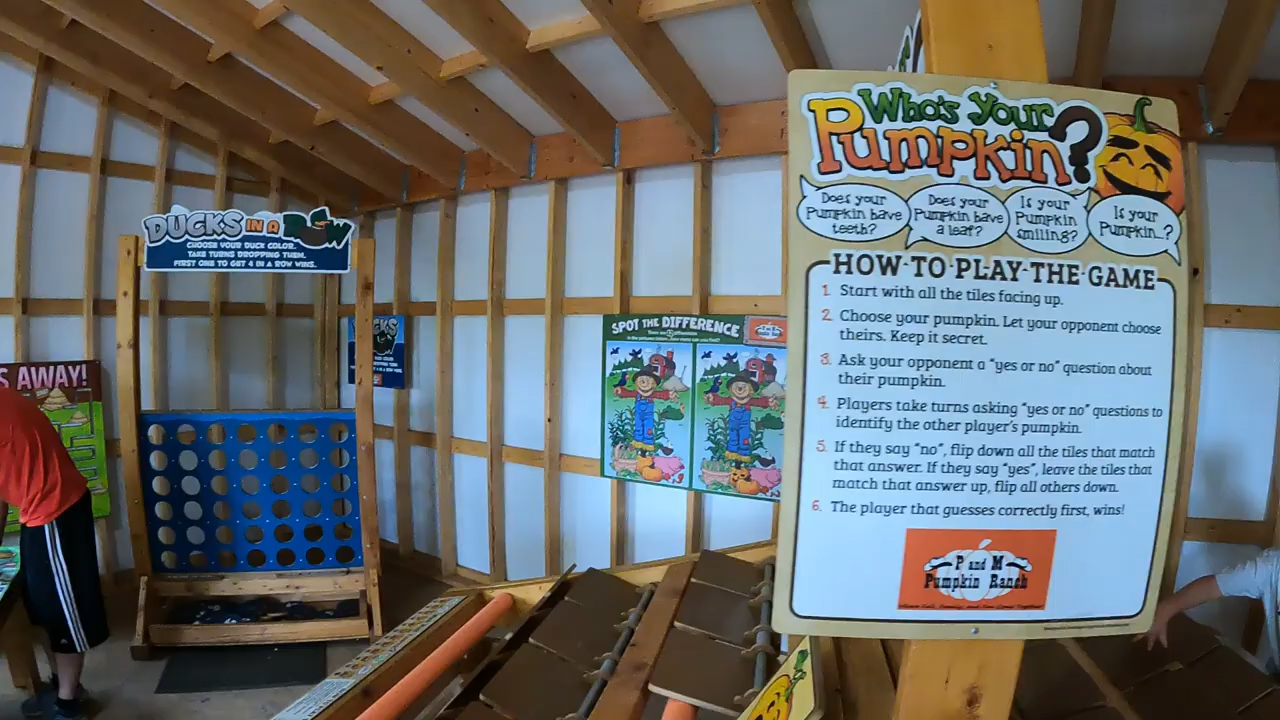 DUCKS IN A ROW
CHOOSE YOUR DUCK COLOR.
TAKE TURNS DROPPING THEM.
FIRST ONE TO GET 4 IN A ROW WINS.
S AWAY!
SPOT THE DIFFERENCE
Who's Your
Pumpkin?
Does your
Pumpkin have
teeth?
Does your
Pumpkin have
a leaf?
Is your
Pumpkin
smiling?
Is your
Pumpkin..?
HOW TO PLAY THE GAME
1. Start with all the tiles facing up.
2. Choose your pumpkin. Let your opponent choose
theirs. Keep it secret.
3. Ask your opponent a "yes or no" question about
their pumpkin.
4. Players take turns asking "yes or no" questions to
identify the other player's pumpkin.
5. If they say "no", flip down all the tiles that match
that answer. If they say "yes", leave the tiles that
match that answer up, flip all others down.
6. The player that guesses correctly first, wins!
P and M
Pumpkin Ranch